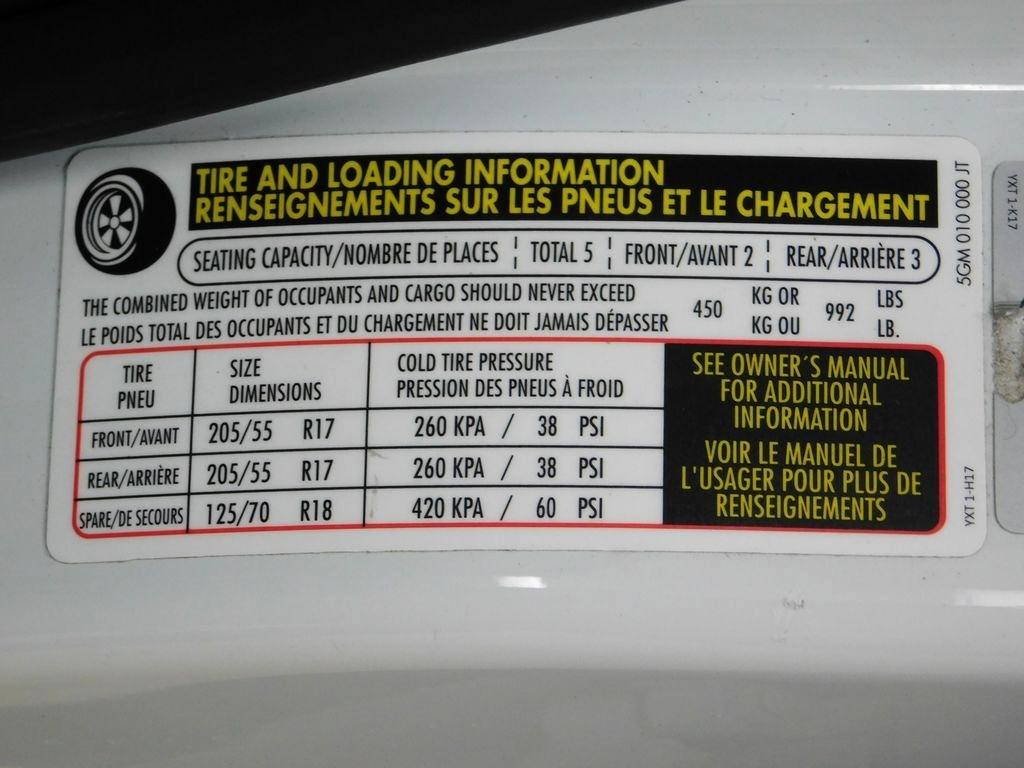 TIRE AND LOADING INFORMATION
RENSEIGNEMENTS SUR LES PNEUS ET LE CHARGEMENT
SEATING CAPACITY/NOMBRE DE PLACES ¦ TOTAL 5 ¦ FRONT/AVANT 2 ¦ REAR/ARRIÈRE 3
THE COMBINED WEIGHT OF OCCUPANTS AND CARGO SHOULD NEVER EXCEED 450 KG OR 992 LBS
LE POIDS TOTAL DES OCCUPANTS ET DU CHARGEMENT NE DOIT JAMAIS DÉPASSER KG OU LB.
TIRE SIZE COLD TIRE PRESSURE
PNEU DIMENSIONS PRESSION DES PNEUS À FROID
FRONT/AVANT 205/55 R17 260 KPA / 38 PSI
REAR/ARRIÈRE 205/55 R17 260 KPA / 38 PSI
SPARE/DE SECOURS 125/70 R18 420 KPA / 60 PSI
SEE OWNER´S MANUAL
FOR ADDITIONAL
INFORMATION
VOIR LE MANUEL DE
L'USAGER POUR PLUS DE
RENSEIGNEMENTS
5GM 010 000 JT
YXT 1-H17
YXT 1-K17